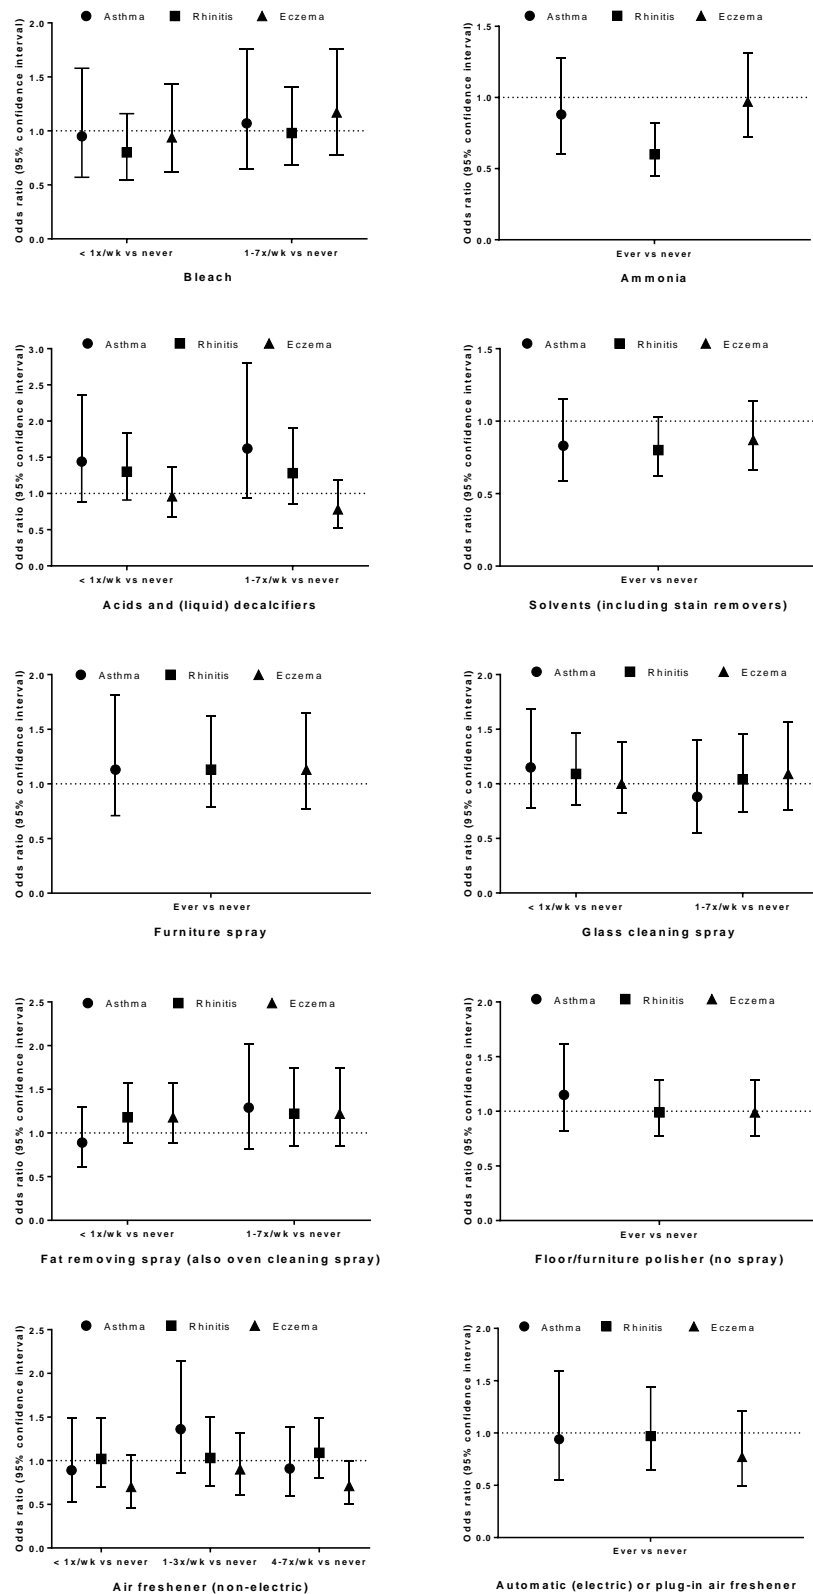 Asthma Rhinitis Eczema
Odds ratio (95% confidence interval)
2.0
1.5
1.0
0.5
0.0
< 1x/wk vs never 1-7x/wk vs never
Bleach
Asthma Rhinitis Eczema
Odds ratio (95% confidence interval)
1.5
1.0
0.5
0.0
Ever vs never
Ammonia
Asthma Rhinitis Eczema
Odds ratio (95% confidence interval)
3.0
2.5
2.0
1.5
1.0
0.5
0.0
< 1x/wk vs never 1-7x/wk vs never
Acids and (liquid) decalcifiers
Asthma Rhinitis Eczema
Odds ratio (95% confidence interval)
1.5
1.0
0.5
0.0
Ever vs never
Solvents (including stain removers)
Asthma Rhinitis Eczema
Odds ratio (95% confidence interval)
2.0
1.5
1.0
0.5
0.0
Ever vs never
Furniture spray
Asthma Rhinitis Eczema
Odds ratio (95% confidence interval)
2.0
1.5
1.0
0.5
0.0
< 1x/wk vs never 1-7x/wk vs never
Glass cleaning spray
Asthma Rhinitis Eczema
Odds ratio (95% confidence interval)
2.5
2.0
1.5
1.0
0.5
0.0
< 1x/wk vs never 1-7x/wk vs never
Fat removing spray (also oven cleaning spray)
Asthma Rhinitis Eczema
Odds ratio (95% confidence interval)
2.0
1.5
1.0
0.5
0.0
Ever vs never
Floor/furniture polisher (no spray)
Asthma Rhinitis Eczema
Odds ratio (95% confidence interval)
2.5
2.0
1.5
1.0
0.5
0.0
< 1x/wk vs never 1-3x/wk vs never 4-7x/wk vs never
Air freshener (non-electric)
Asthma Rhinitis Eczema
Odds ratio (95% confidence interval)
2.0
1.5
1.0
0.5
0.0
Ever vs never
Automatic (electric) or plug-in air freshener